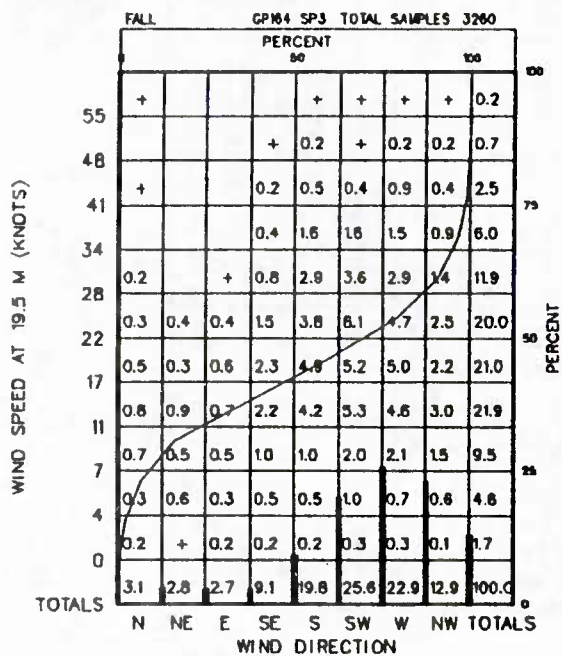 FALL GP164 SP3 TOTAL SAMPLES 3260
PERCENT
0 50 100
100
+ + + + + 0.2
55
+ 0.2 + 0.2 0.2 0.7
48
+ 0.2 0.5 0.4 0.9 0.4 2.5
41 75
0.4 1.6 1.6 1.5 0.9 6.0
34
0.2 + 0.8 2.9 3.6 2.9 1.4 11.9
28
0.3 0.4 0.4 1.5 3.8 6.1 4.7 2.5 20.0
22 50
0.5 0.3 0.6 2.3 4.9 5.2 5.0 2.2 21.0
17
0.8 0.9 0.7 2.2 4.2 5.3 4.6 3.0 21.9
11
0.7 0.5 0.5 1.0 1.0 2.0 2.1 1.5 9.5
7 25
0.3 0.6 0.3 0.5 0.5 1.0 0.7 0.6 4.6
4
0.2 + 0.2 0.2 0.2 0.3 0.3 0.1 1.7
0
3.1 2.8 2.7 9.1 19.8 25.6 22.9 12.9 100.0
TOTALS 0
N NE E SE S SW W NW TOTALS
WIND DIRECTION
WIND SPEED AT 19.5 M (KNOTS)
PERCENT